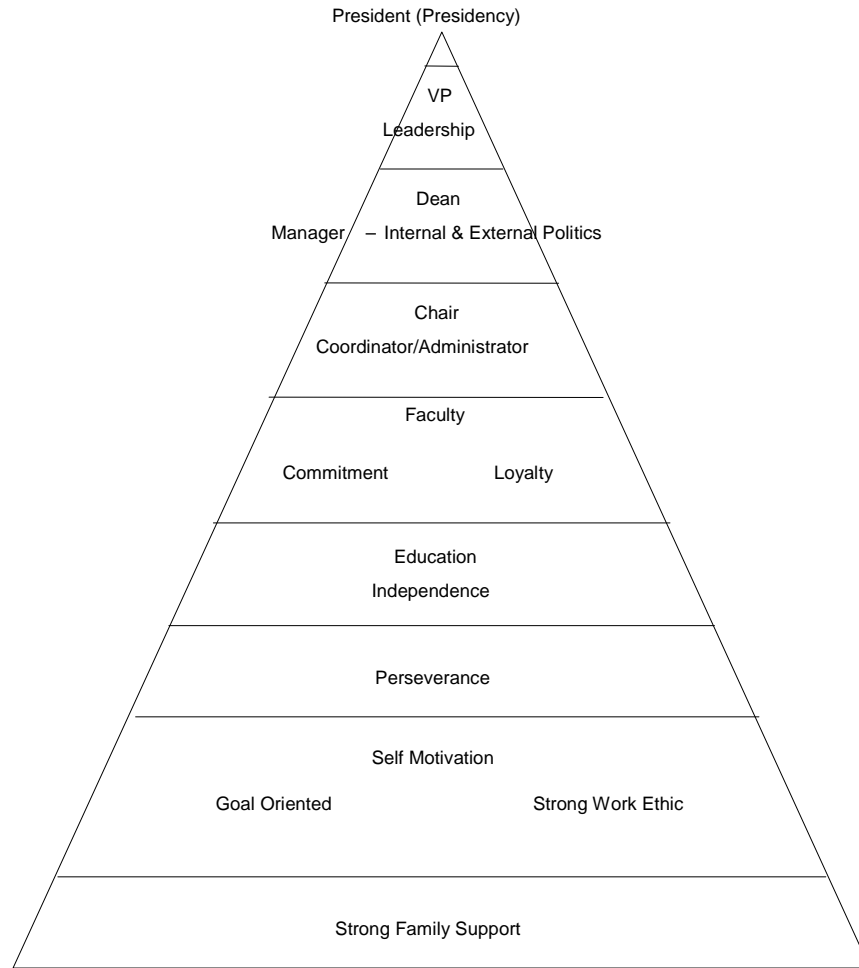 President (Presidency)
VP
Leadership
Dean
Manager – Internal & External Politics
Chair
Coordinator/Administrator
Faculty
Commitment Loyalty
Education
Independence
Perseverance
Self Motivation
Goal Oriented Strong Work Ethic
Strong Family Support